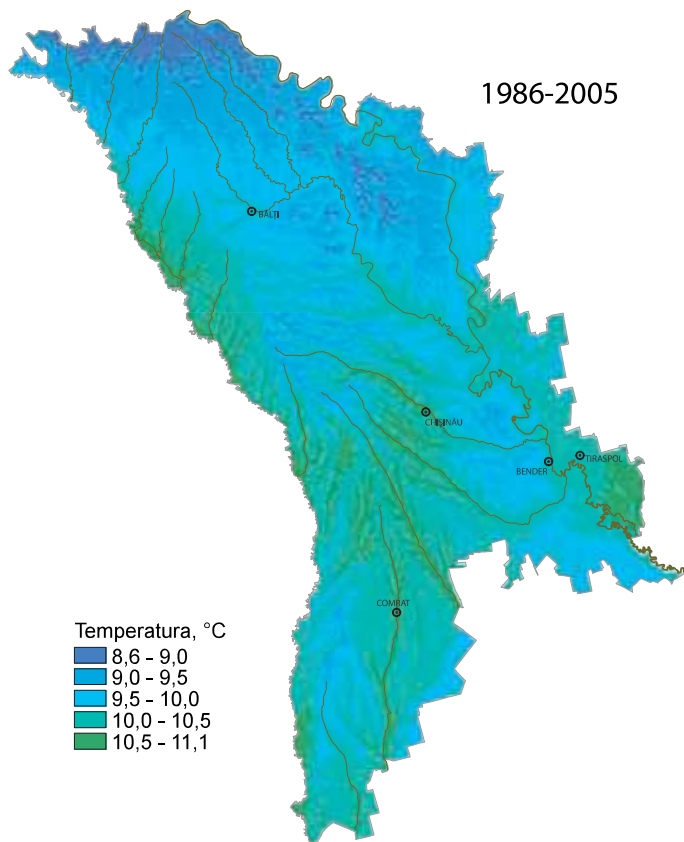 1986-2005
BĂLȚI
CHIȘINĂU
TIRASPOL
BENDER
COMRAT
Temperatura, °C
8,6 – 9,0
9,0 – 9,5
9,5 – 10,0
10,0 – 10,5
10,5 – 11,1